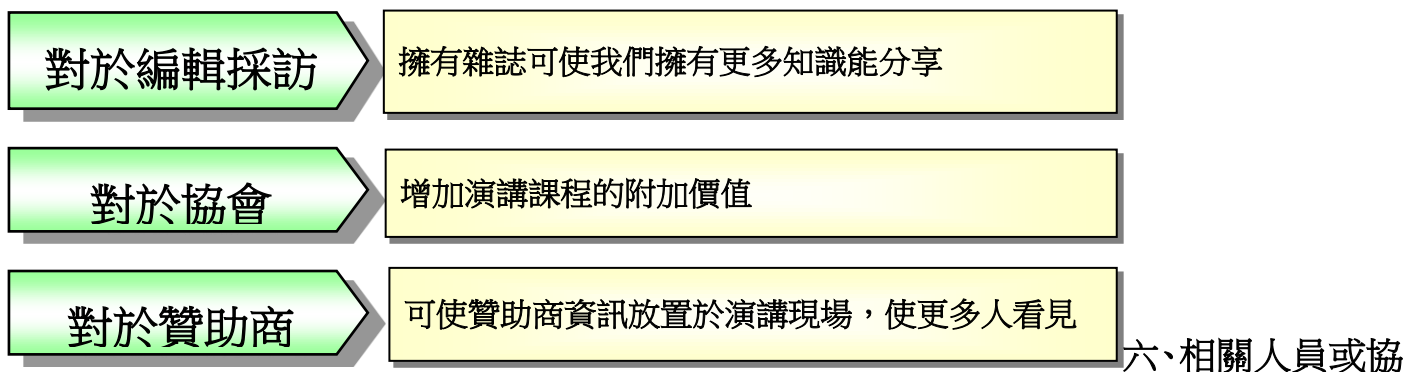 對於編輯採訪
擁有雜誌可使我們擁有更多知識能分享
對於協會
增加演講課程的附加價值
對於贊助商
可使贊助商資訊放置於演講現場，使更多人看見
六、相關人員或協